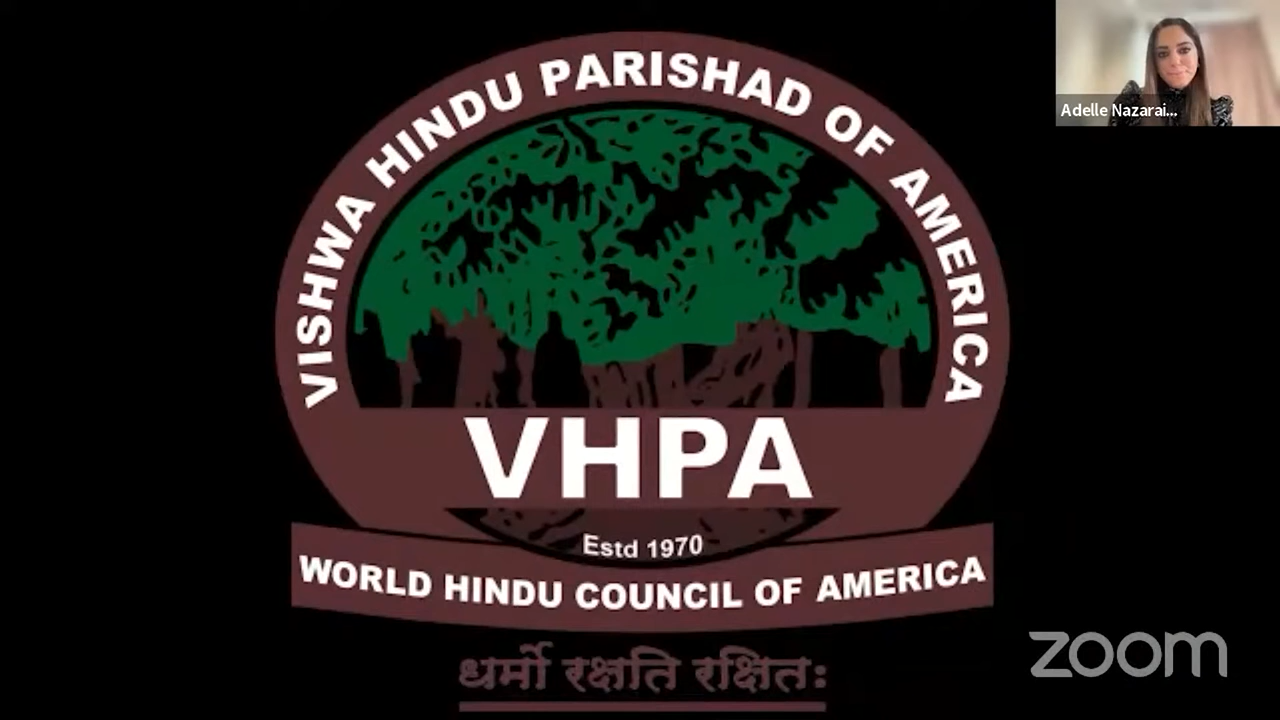 VISHWA HINDU PARISHAD OF AMERICA
Adelle Nazarai...
VHPA
Estd 1970
WORLD HINDU COUNCIL OF AMERICA
zoom
धर्मो रक्षति रक्षितः